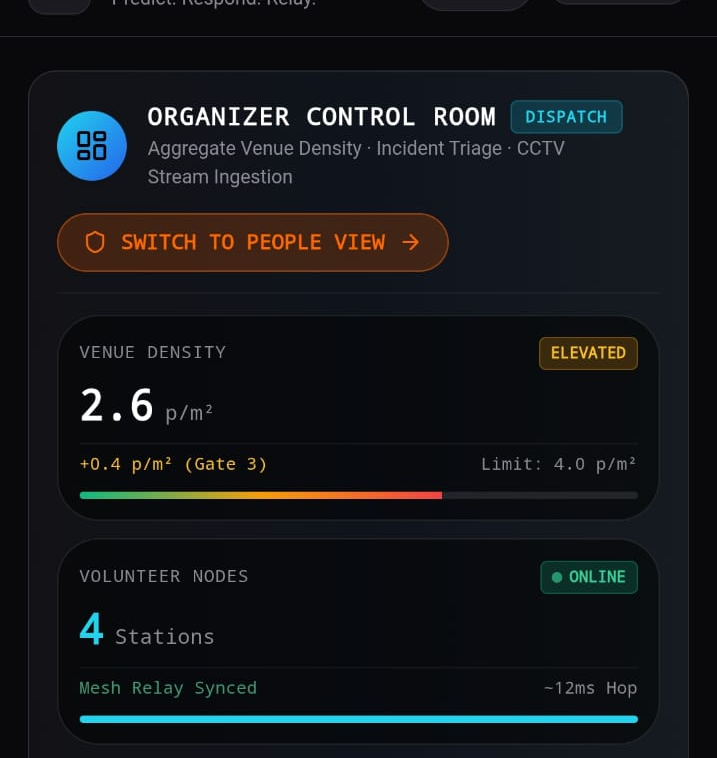 Predict. Respond. Relay.
ORGANIZER CONTROL ROOM DISPATCH
Aggregate Venue Density · Incident Triage · CCTV
Stream Ingestion
SWITCH TO PEOPLE VIEW →
VENUE DENSITY ELEVATED
2.6 p/m²
+0.4 p/m² (Gate 3) Limit: 4.0 p/m²
VOLUNTEER NODES ONLINE
4 Stations
Mesh Relay Synced ~12ms Hop